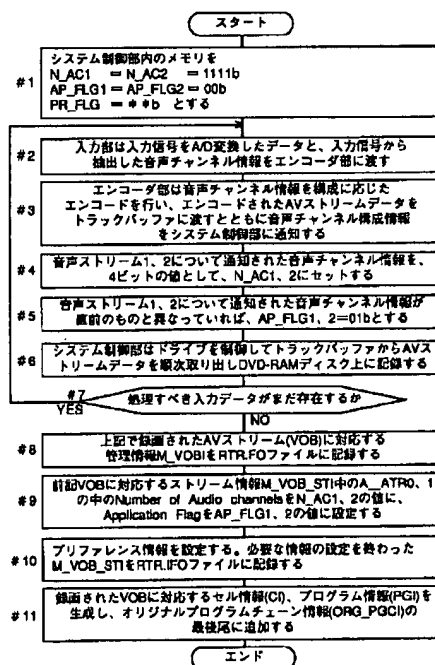 スタート
#1
システム制御部内のメモリを
N_AC1 = N_AC2 = 1111b
AP_FLG1= AP_FLG2 = 00b
PR_FLG = **b とする
#2
入力部は入力信号をA/D変換したデータと、入力信号から
抽出した音声チャンネル情報をエンコーダ部に渡す
#3
エンコーダ部は音声チャンネル情報を構成に応じた
エンコードを行い、エンコードされたAVストリームデータを
トラックバッファに渡すとともに音声チャンネル構成情報
をシステム制御部に通知する
#4
音声ストリーム1、2について通知された音声チャンネル情報を、
4ビットの値として、N_AC1、2にセットする
#5
音声ストリーム1、2について通知された音声チャンネル情報が
直前のものと異なっていれば、AP_FLG1、2=01bとする
#6
システム制御部はドライブを制御してトラックバッファからAVス
トリームデータを順次取り出しDVD-RAMディスク上に記録する
#7
YES
処理すべき入力データがまだ存在するか
NO
#8
上記で録画されたAVストリーム(VOB)に対応する
管理情報M_VOBIをRTR.IFOファイルに記録する
#9
前記VOBに対応するストリーム情報M_VOB_STI中のA_ATR0、1
の中のNumber of Audio channelsをN_AC1、2の値に、
Application FlagをAP_FLG1、2の値に設定する
#10
プリファレンス情報を設定する。必要な情報の設定を終わった
M_VOB_STIをRTR.IFOファイルに記録する
#11
録画されたVOBに対応するセル情報(CI)、プログラム情報(PGI)を
生成し、オリジナルプログラムチェーン情報(ORG_PGCI)の
最後尾に追加する
エンド